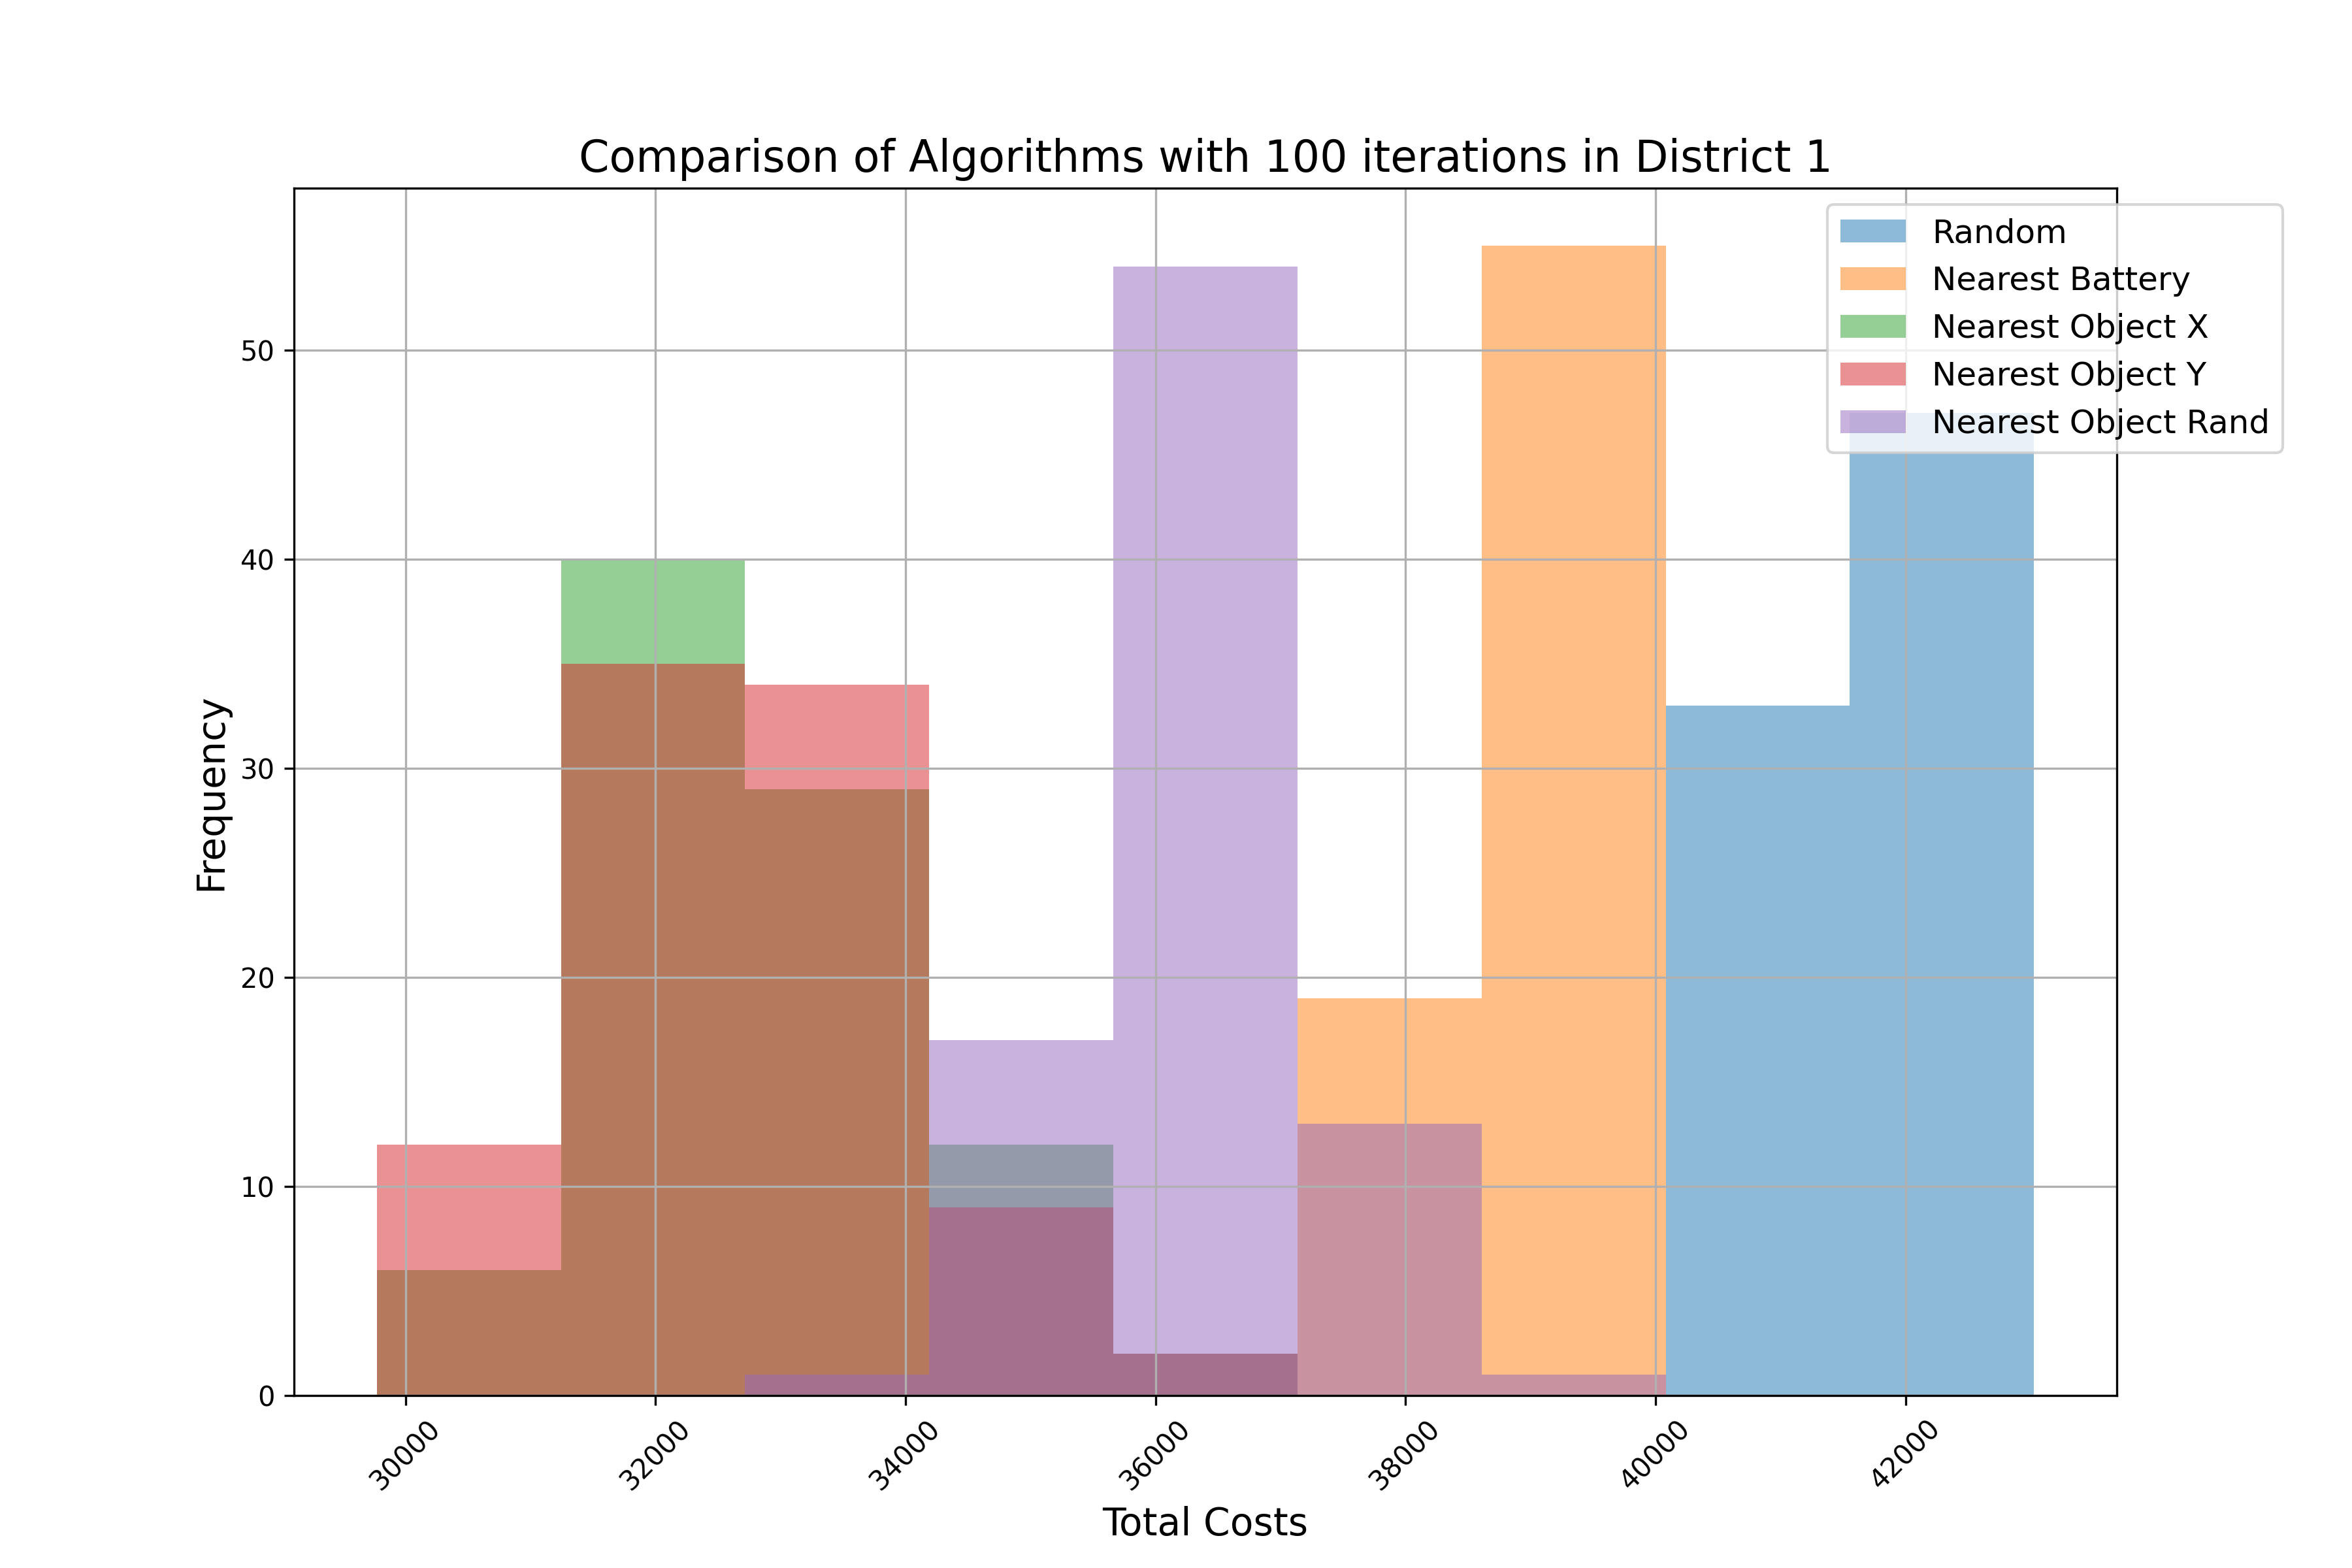 Comparison of Algorithms with 100 iterations in District 1
Random
Nearest Battery
Nearest Object X
Nearest Object Y
Nearest Object Rand
Frequency
50
40
30
20
10
0
30000
32000
34000
36000
38000
40000
42000
Total Costs